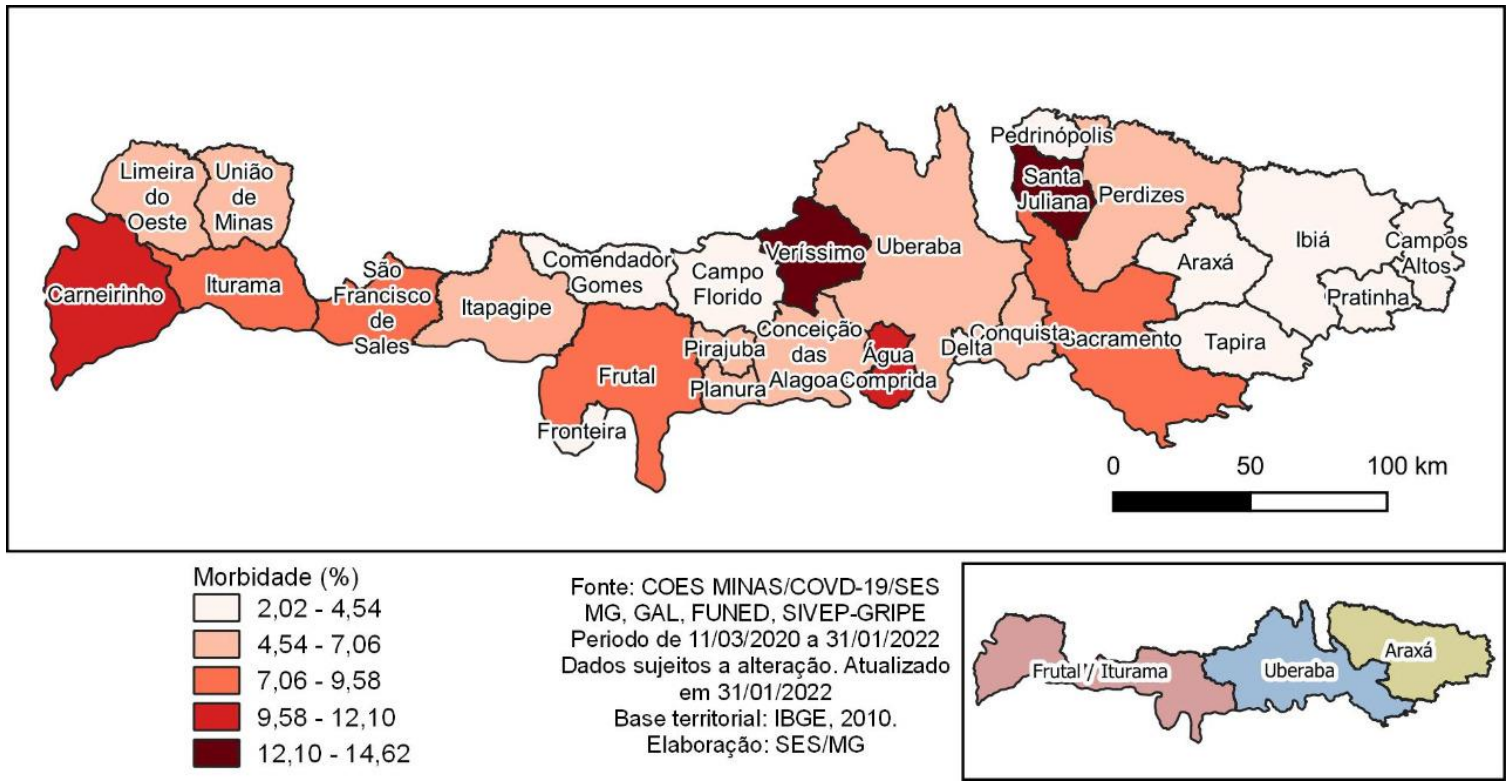 Pedrinópolis
Limeira
do
Oeste
União
de
Minas
Santa
Juliana
Perdizes
Veríssimo
Uberaba
Ibiá
Campos
Altos
Comendador
Gomes
Campo
Florido
Araxá
São
Francisco
de
Sales
Iturama
Carneirinho
Itapagipe
Pratinha
Conceição
das
Alagoa
Pirajuba
Água
Comprida
Delta
Conquista
Sacramento
Tapira
Frutal
Planura
Fronteira
0 50 100 km
Morbidade (%)
2,02 - 4,54
4,54 - 7,06
7,06 - 9,58
9,58 - 12,10
12,10 - 14,62
Fonte: COES MINAS/COVD-19/SES
MG, GAL, FUNED, SIVEP-GRIPE
Periodo de 11/03/2020 a 31/01/2022
Dados sujeitos a alteração. Atualizado
em 31/01/2022
Base territorial: IBGE, 2010.
Elaboração: SES/MG
Frutal / Iturama
Uberaba
Araxá